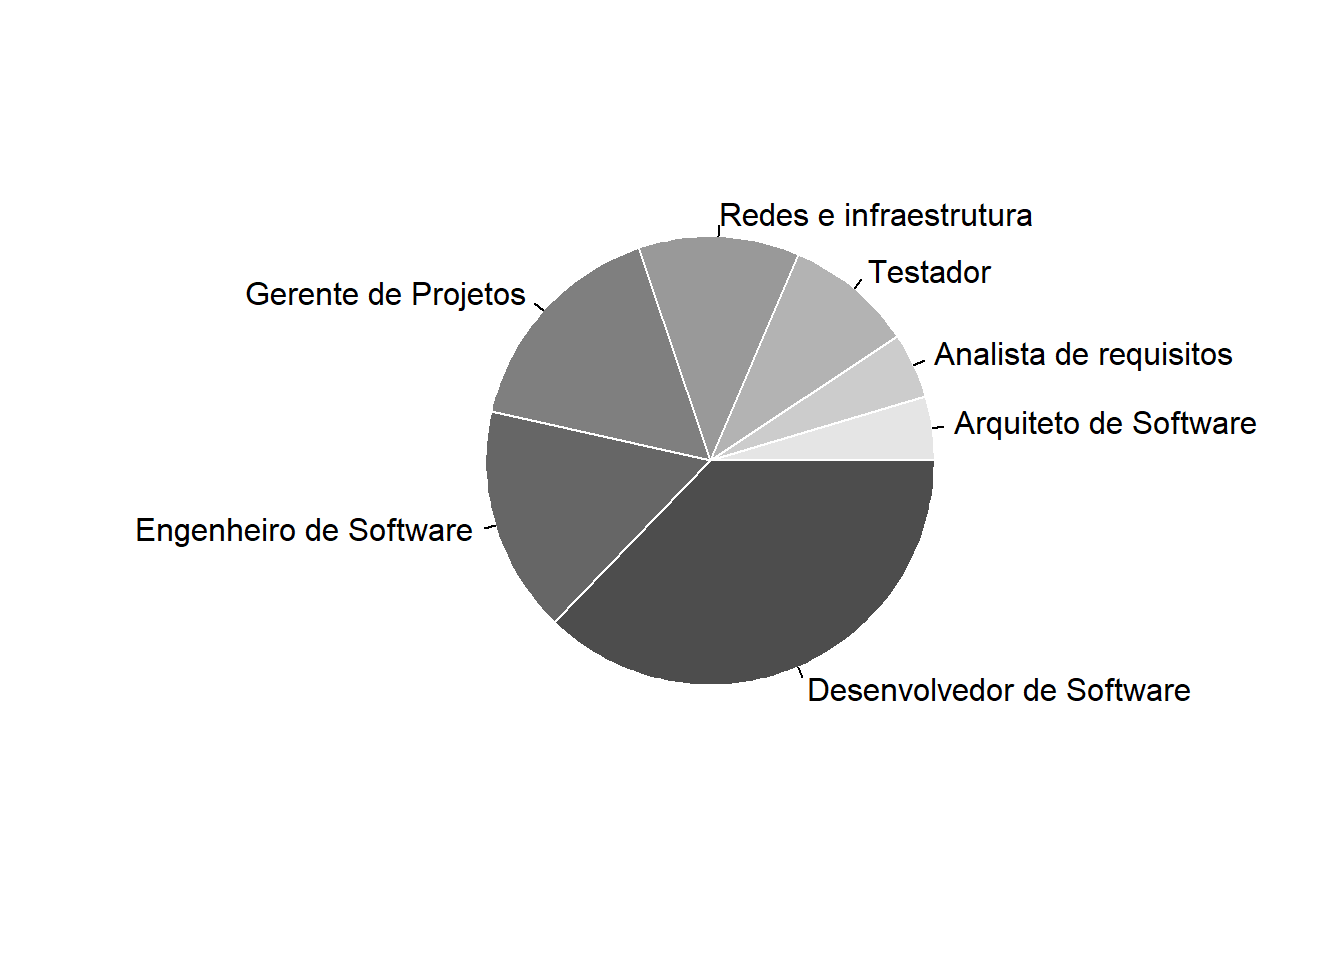 Redes e infraestrutura
Testador
Gerente de Projetos
Analista de requisitos
Arquiteto de Software
Engenheiro de Software
Desenvolvedor de Software